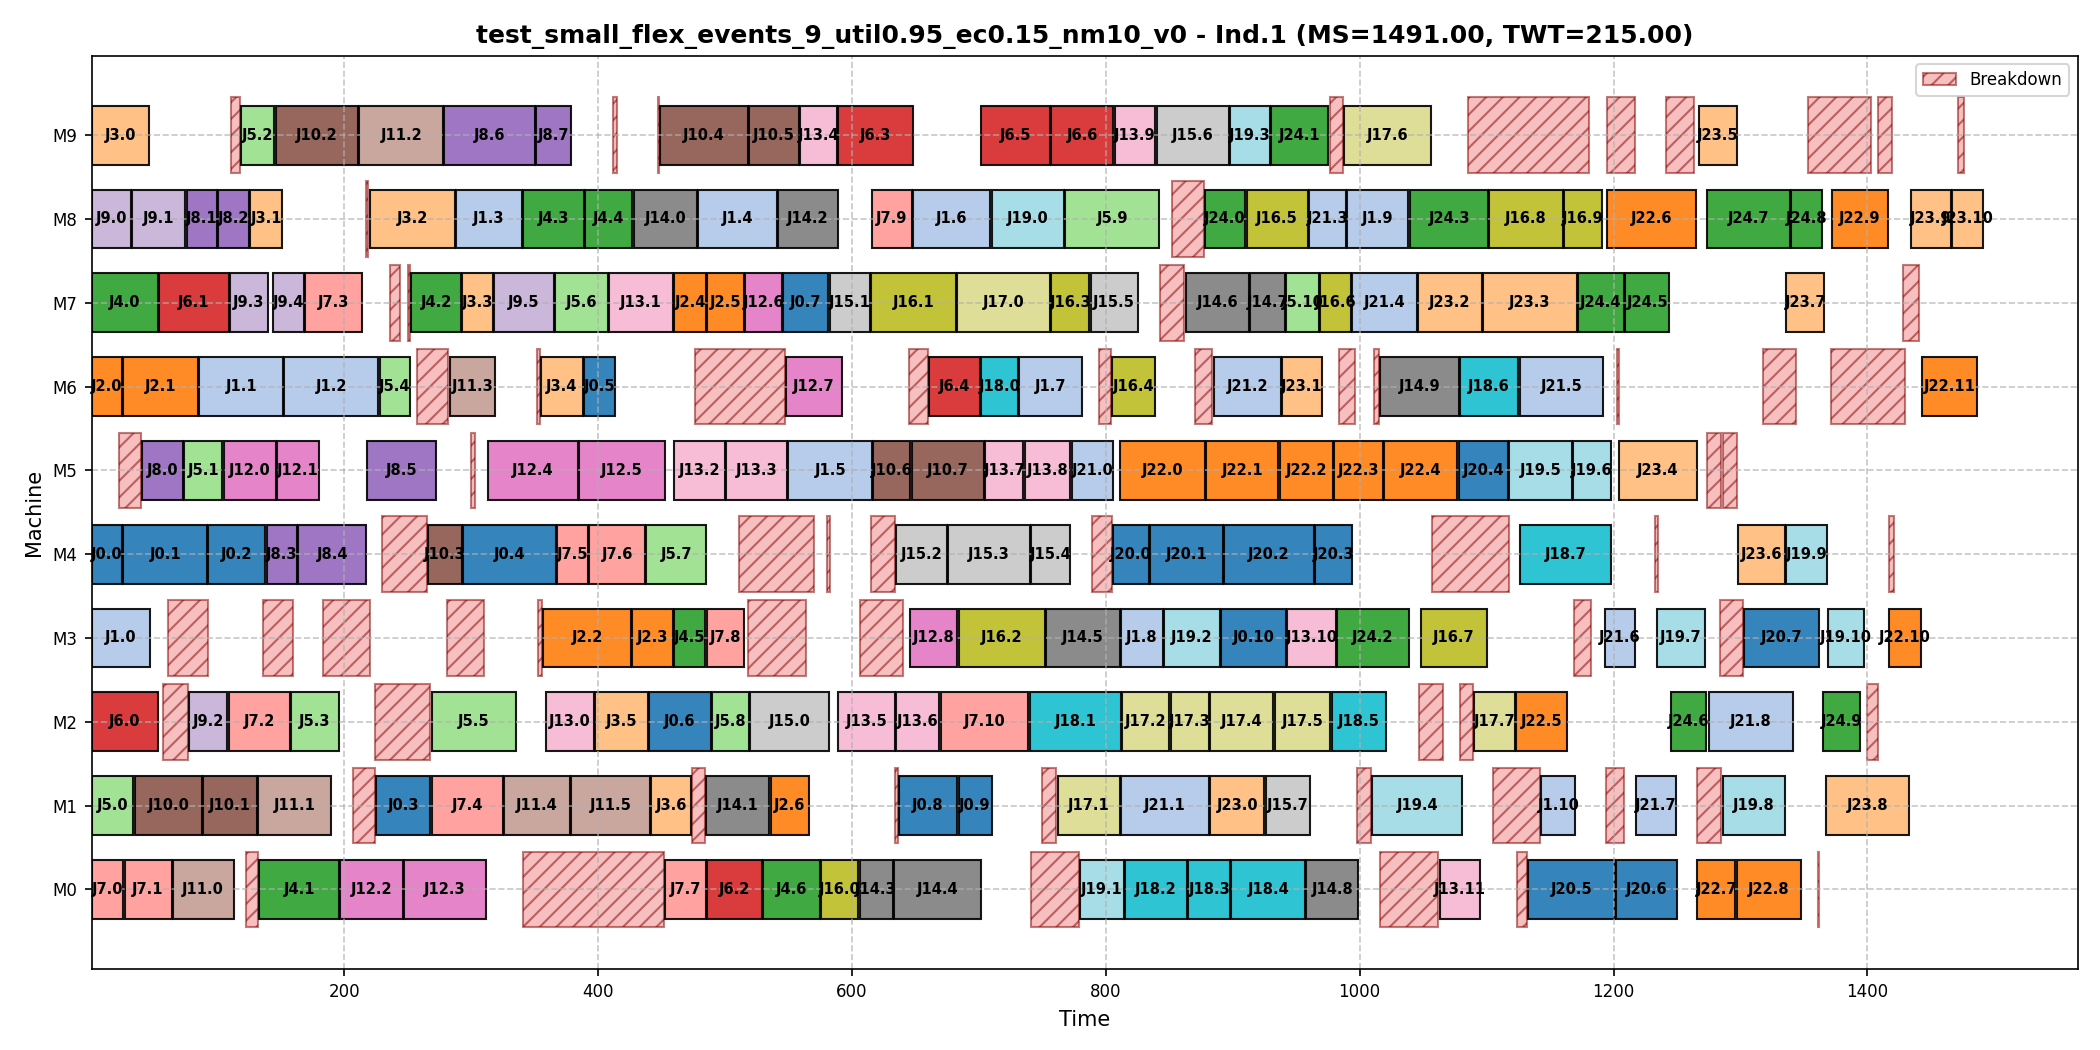 test_small_flex_events_9_util0.95_ec0.15_nm10_v0 - Ind.1 (MS=1491.00, TWT=215.00)
Breakdown
M9 J3.0 J5.2 J10.2 J11.2 J8.6 J8.7 J10.4 J10.5 J13.4 J6.3 J6.5 J6.6 J13.9 J15.6 J19.3 J24.1 J17.6 J23.5
M8 J9.0 J9.1 J8.1 J8.2 J3.1 J3.2 J1.3 J4.3 J4.4 J14.0 J1.4 J14.2 J7.9 J1.6 J19.0 J5.9 J24.0 J16.5 J21.3 J1.9 J24.3 J16.8 J16.9 J22.6 J24.7 J24.8 J22.9 J23.9 J23.10
M7 J4.0 J6.1 J9.3 J9.4 J7.3 J4.2 J3.3 J9.5 J5.6 J13.1 J2.4 J2.5 J12.6 J0.7 J15.1 J16.1 J17.0 J16.3 J15.5 J14.6 J14.7 J5.10 J16.6 J21.4 J23.2 J23.3 J24.4 J24.5 J23.7
M6 J2.0 J2.1 J1.1 J1.2 J5.4 J11.3 J3.4 J0.5 J12.7 J6.4 J18.0 J1.7 J16.4 J21.2 J23.1 J14.9 J18.6 J21.5 J22.11
M5 J8.0 J5.1 J12.0 J12.1 J8.5 J12.4 J12.5 J13.2 J13.3 J1.5 J10.6 J10.7 J13.7 J13.8 J21.0 J22.0 J22.1 J22.2 J22.3 J22.4 J20.4 J19.5 J19.6 J23.4
M4 J0.0 J0.1 J0.2 J8.3 J8.4 J10.3 J0.4 J7.5 J7.6 J5.7 J15.2 J15.3 J15.4 J20.0 J20.1 J20.2 J20.3 J18.7 J23.6 J19.9
M3 J1.0 J2.2 J2.3 J4.5 J7.8 J12.8 J16.2 J14.5 J1.8 J19.2 J0.10 J13.10 J24.2 J16.7 J21.6 J19.7 J20.7 J19.10 J22.10
M2 J6.0 J9.2 J7.2 J5.3 J5.5 J13.0 J3.5 J0.6 J5.8 J15.0 J13.5 J13.6 J7.10 J18.1 J17.2 J17.3 J17.4 J17.5 J18.5 J17.7 J22.5 J24.6 J21.8 J24.9
M1 J5.0 J10.0 J10.1 J11.1 J0.3 J7.4 J11.4 J11.5 J3.6 J14.1 J2.6 J0.8 J0.9 J17.1 J21.1 J23.0 J15.7 J19.4 J1.10 J21.7 J19.8 J23.8
M0 J7.0 J7.1 J11.0 J4.1 J12.2 J12.3 J7.7 J6.2 J4.6 J16.0 J14.3 J14.4 J19.1 J18.2 J18.3 J18.4 J14.8 J13.11 J20.5 J20.6 J22.7 J22.8
200 400 600 800 1000 1200 1400
Time
Machine